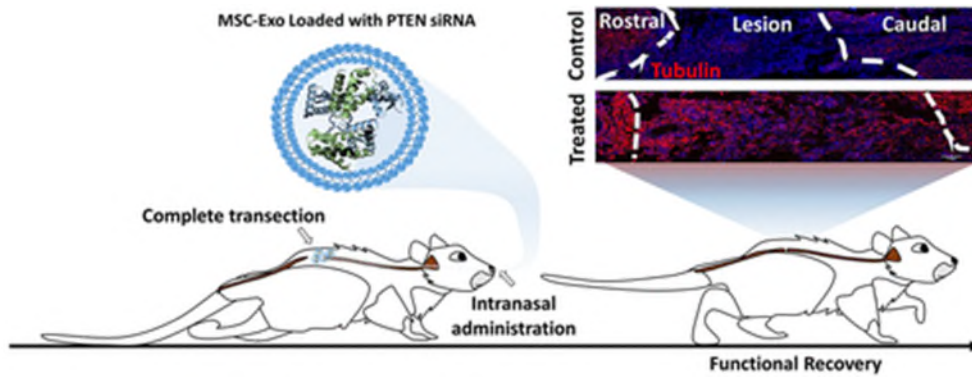 MSC-Exo Loaded with PTEN siRNA
Control
Rostral
Lesion
Caudal
Tubulin
Treated
Complete transection
Intranasal
administration
Functional Recovery